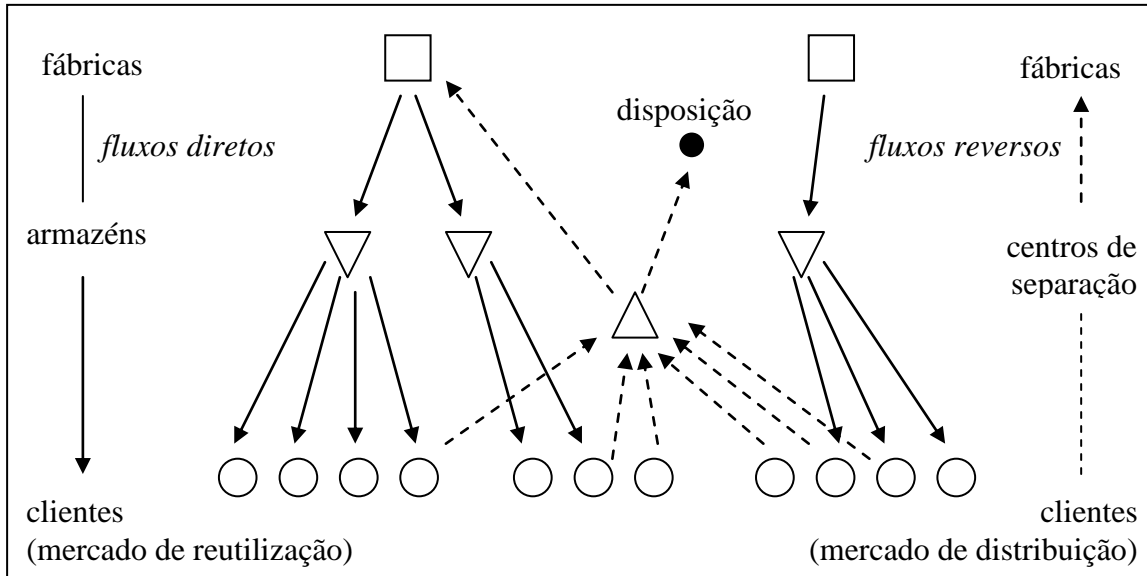 fábricas
fábricas
disposição
fluxos diretos
fluxos reversos
armazéns
centros de
separação
clientes
(mercado de reutilização)
clientes
(mercado de distribuição)